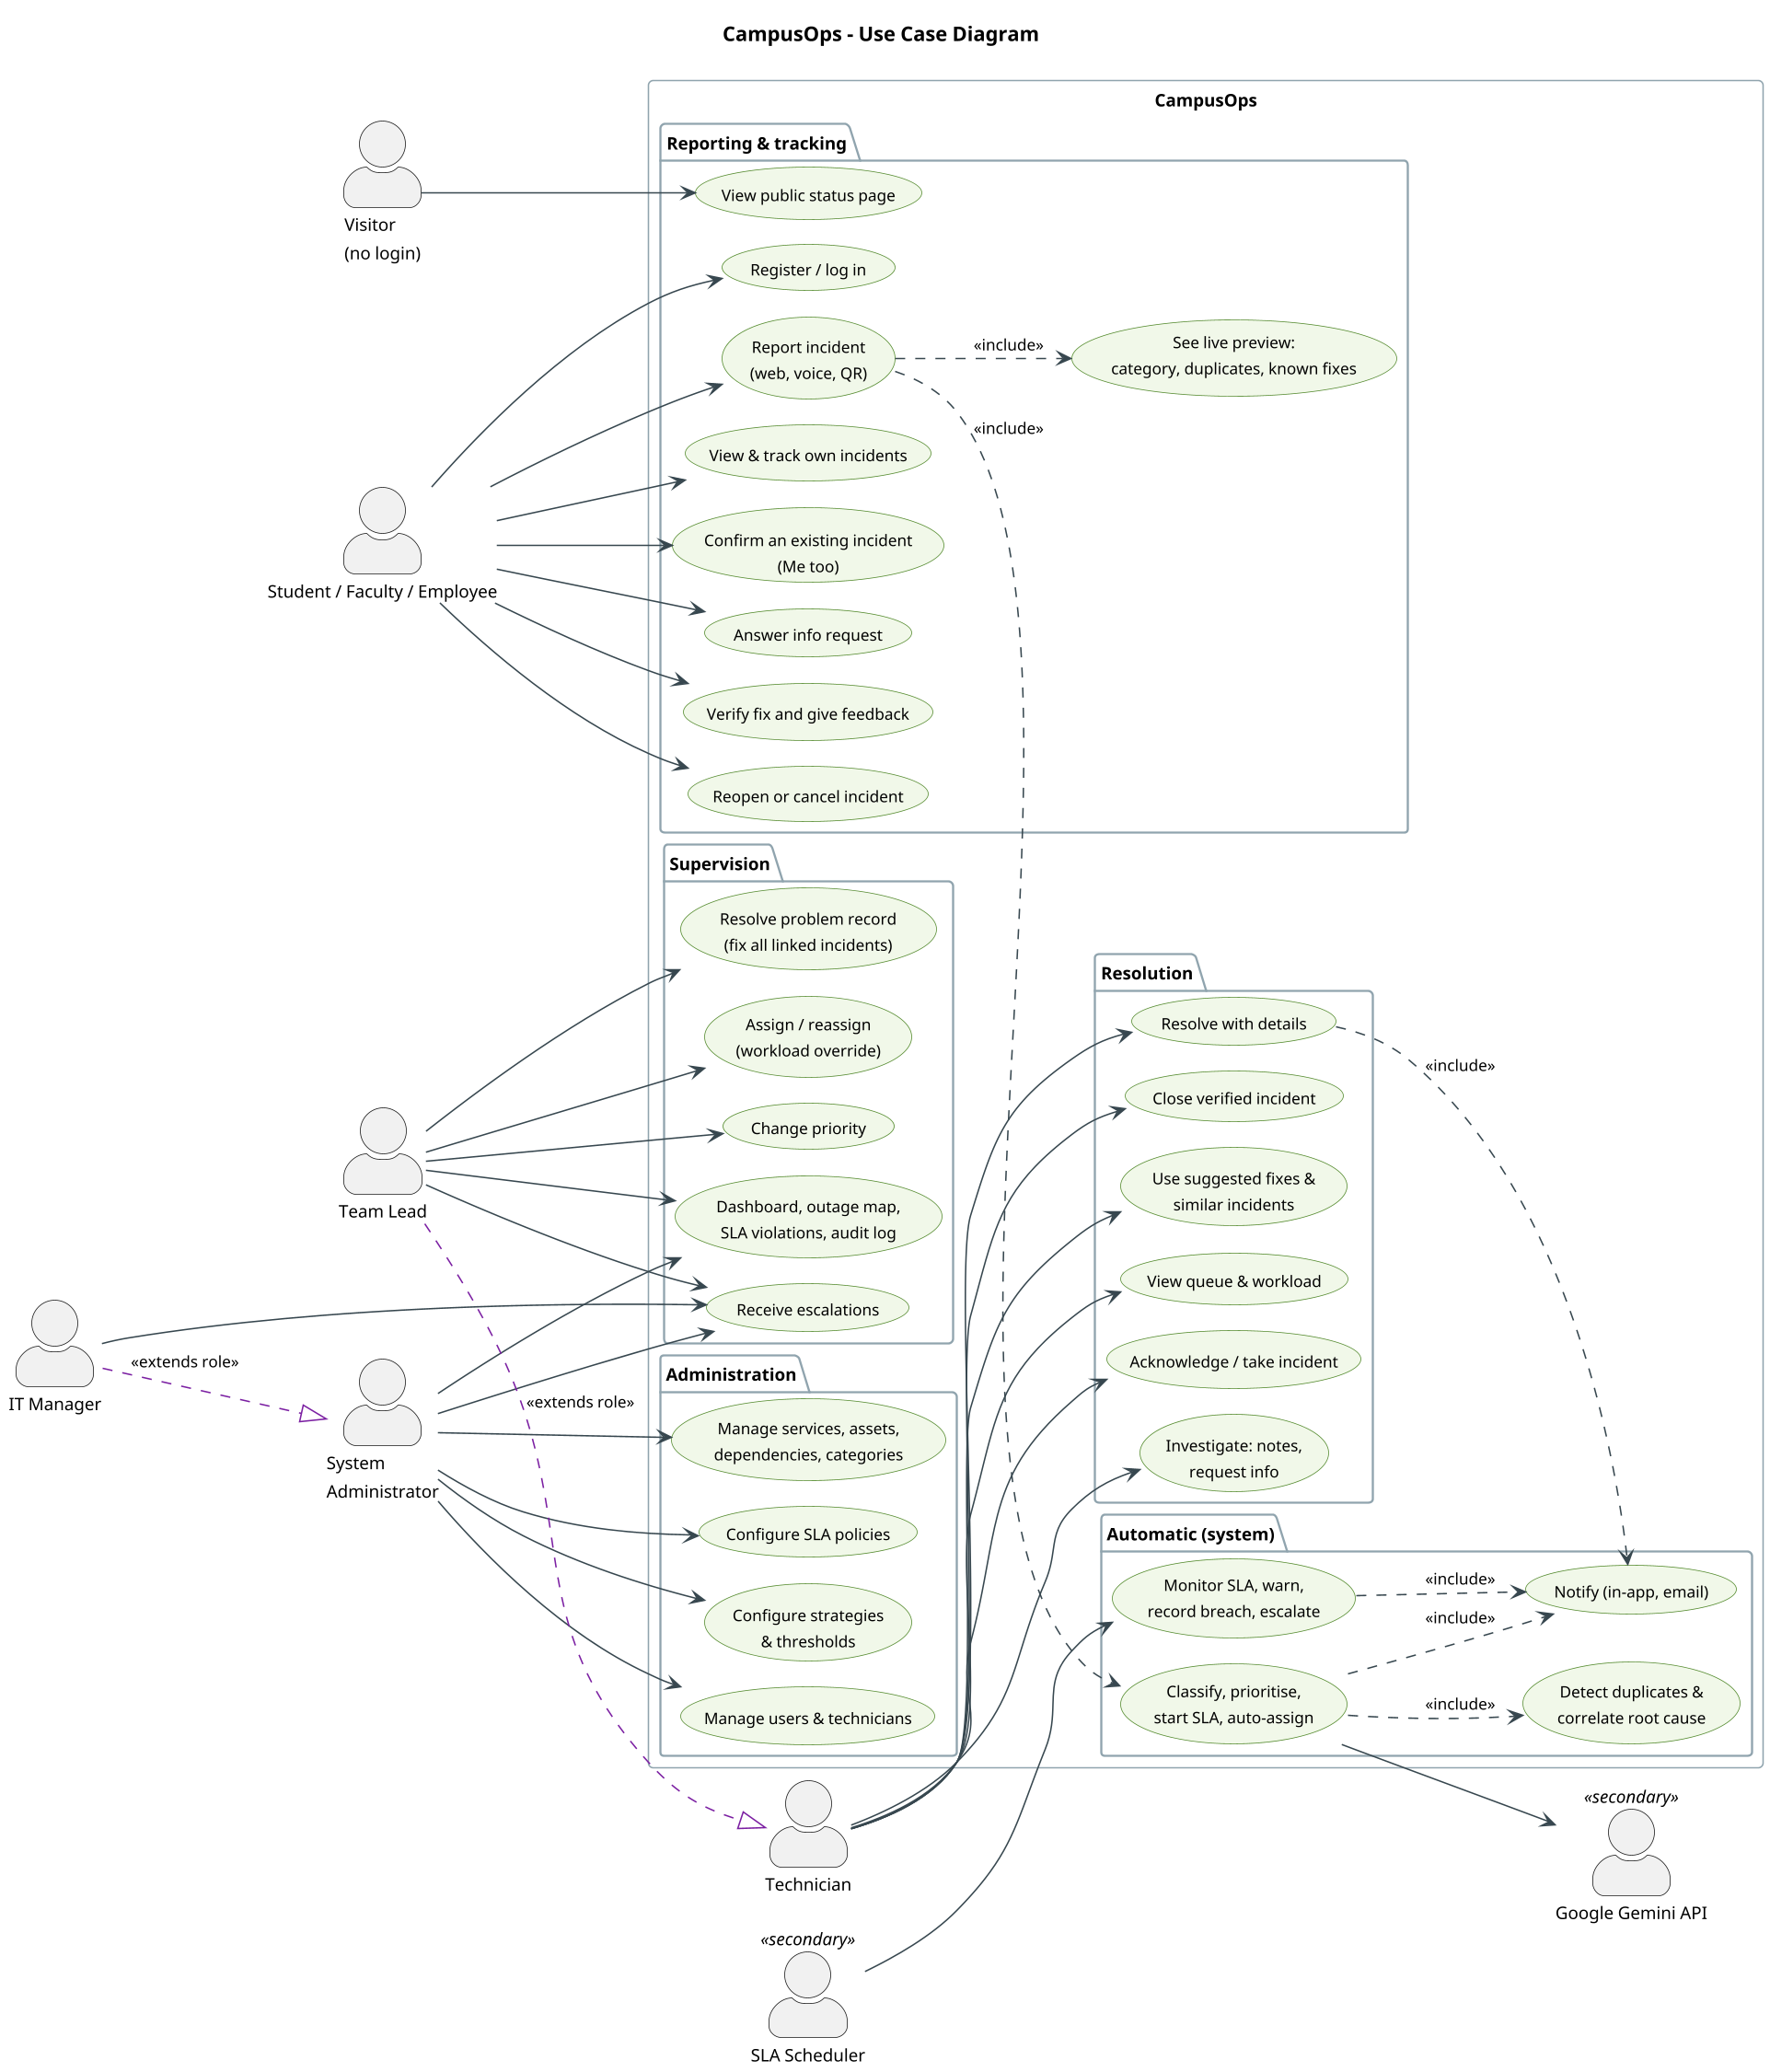 CampusOps - Use Case Diagram
CampusOps
Reporting & tracking
View public status page
Visitor
(no login)
Register / log in
Report incident
(web, voice, QR)
«include»
See live preview:
category, duplicates, known fixes
«include»
View & track own incidents
Confirm an existing incident
(Me too)
Student / Faculty / Employee
Answer info request
Verify fix and give feedback
Reopen or cancel incident
Supervision
Resolve problem record
(fix all linked incidents)
Assign / reassign
(workload override)
Change priority
Team Lead
Dashboard, outage map,
SLA violations, audit log
Receive escalations
Resolution
Resolve with details
«include»
Close verified incident
Use suggested fixes &
similar incidents
View queue & workload
Acknowledge / take incident
Investigate: notes,
request info
IT Manager
«extends role»
System
Administrator
«extends role»
Administration
Manage services, assets,
dependencies, categories
Configure SLA policies
Configure strategies
& thresholds
Manage users & technicians
Automatic (system)
Monitor SLA, warn,
record breach, escalate
«include»
Notify (in-app, email)
«include»
Classify, prioritise,
start SLA, auto-assign
«include»
Detect duplicates &
correlate root cause
Technician
«secondary»
Google Gemini API
«secondary»
SLA Scheduler